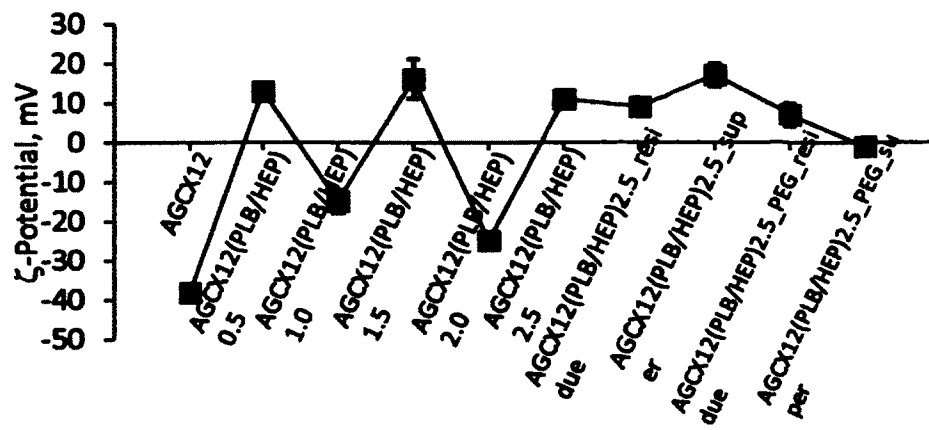 30
20
10
0
-10
-20
-30
-40
-50
ζ-Potential, mV
AGCX12
AGCX12(PLB/HEP)
0.5
AGCX12(PLB/HEP)
1.0
AGCX12(PLB/HEP)
1.5
AGCX12(PLB/HEP)
2.0
AGCX12(PLB/HEP)
2.5
AGCX12(PLB/HEP)2.5_resi
due
AGCX12(PLB/HEP)2.5_sup
er
AGCX12(PLB/HEP)2.5_PEG_resi
due
AGCX12(PLB/HEP)2.5_PEG_su
per